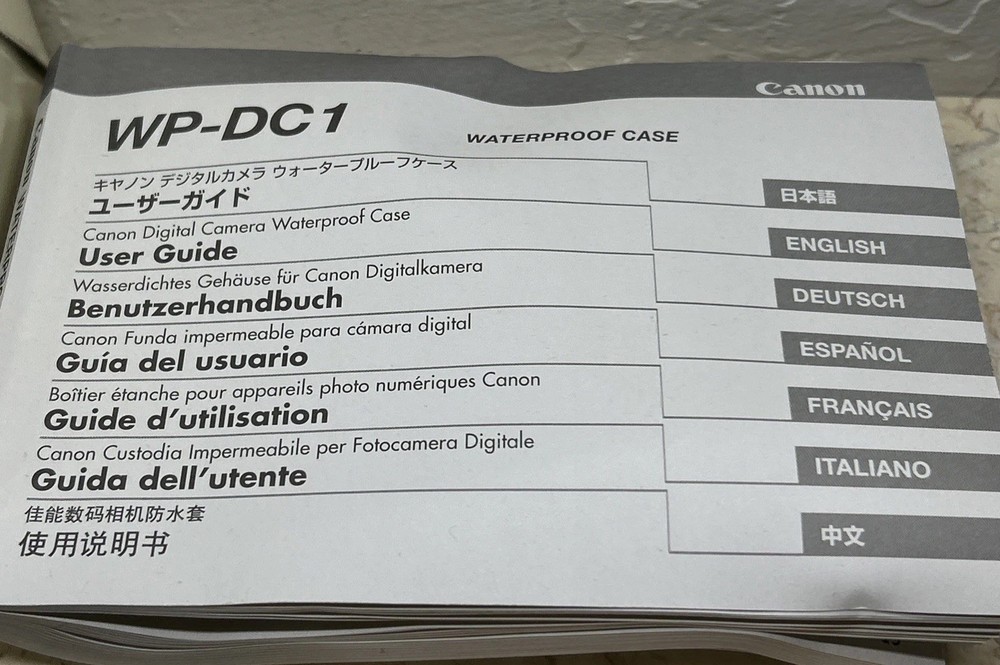 Canon
WP-DC1
WATERPROOF CASE
キヤノン デジタルカメラ ウォータープルーフケース
ユーザーガイド
日本語
Canon Digital Camera Waterproof Case
User Guide
ENGLISH
Wasserdichtes Gehäuse für Canon Digitalkamera
Benutzerhandbuch
DEUTSCH
Canon Funda impermeable para cámara digital
Guía del usuario
ESPAÑOL
Boîtier étanche pour appareils photo numériques Canon
Guide d'utilisation
FRANÇAIS
Canon Custodia Impermeabile per Fotocamera Digitale
Guida dell'utente
ITALIANO
佳能数码相机防水套
使用说明书
中文